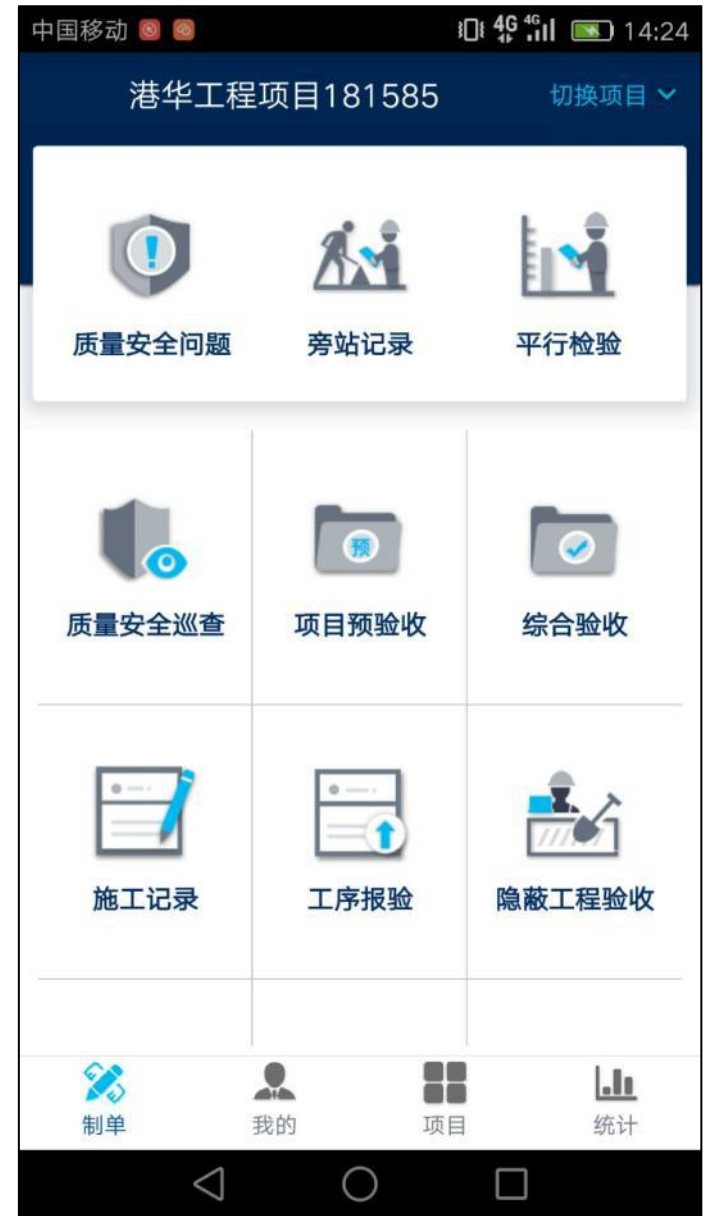 中国移动 4G 4G 14:24
港华工程项目181585 切换项目
质量安全问题 旁站记录 平行检验
预
质量安全巡查 项目预验收 综合验收
施工记录 工序报验 隐蔽工程验收
制单 我的 项目 统计